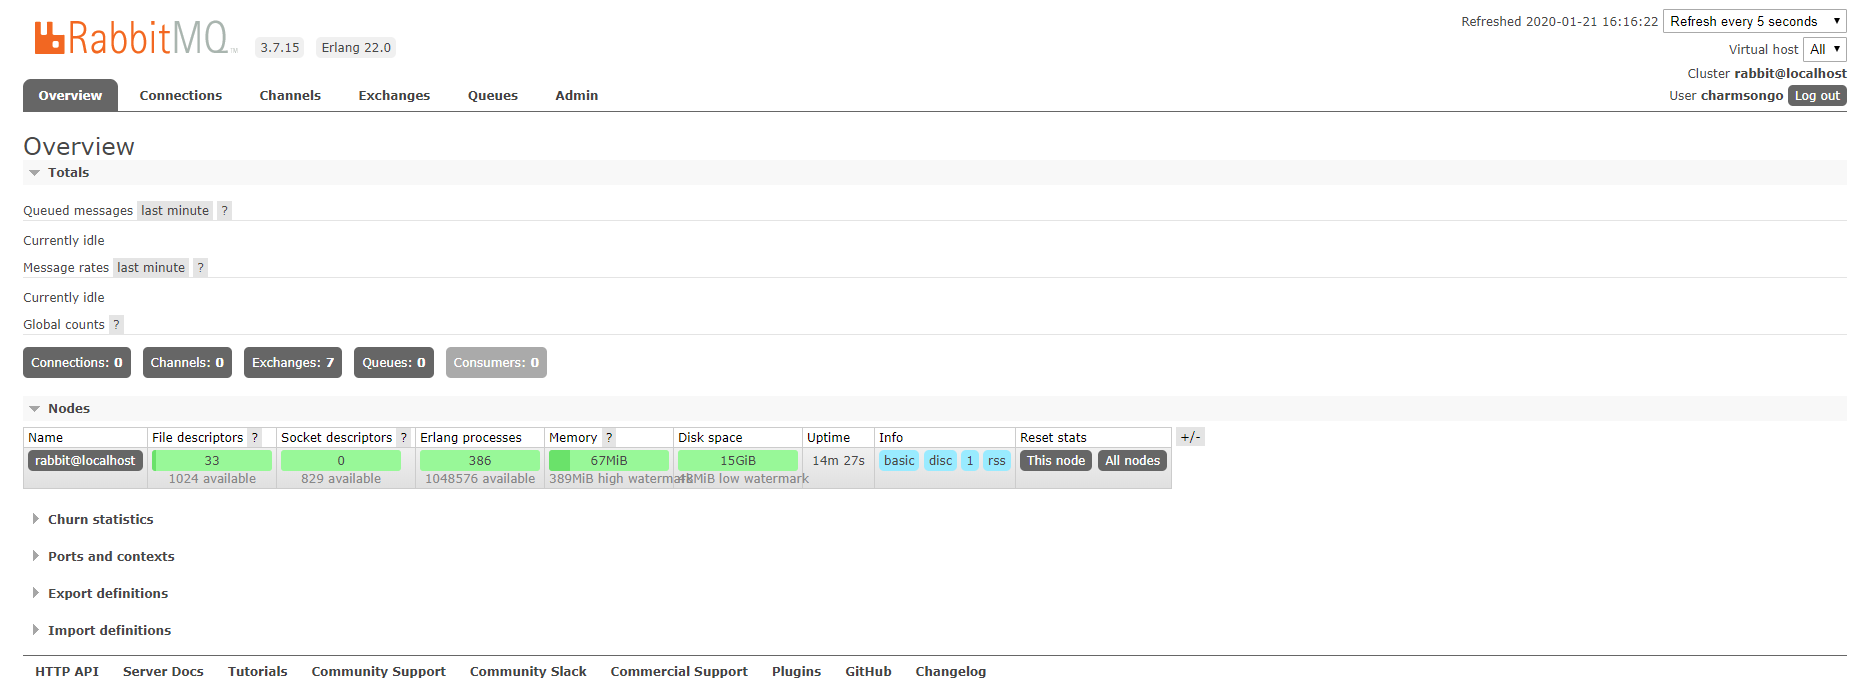 RabbitMQ TM 3.7.15 Erlang 22.0
Refreshed 2020-01-21 16:16:22 Refresh every 5 seconds
Virtual host All
Cluster rabbit@localhost
User charmsongo Log out
Overview Connections Channels Exchanges Queues Admin
Overview
Totals
Queued messages last minute ?
Currently idle
Message rates last minute ?
Currently idle
Global counts ?
Connections: 0 Channels: 0 Exchanges: 7 Queues: 0 Consumers: 0
Nodes
Name File descriptors ? Socket descriptors ? Erlang processes Memory ? Disk space Uptime Info Reset stats +/-
rabbit@localhost 33 0 386 67MiB 15GiB 14m 27s basic disc 1 rss This node All nodes
1024 available 829 available 1048576 available 389MiB high watermark 48MiB low watermark
Churn statistics
Ports and contexts
Export definitions
Import definitions
HTTP API Server Docs Tutorials Community Support Community Slack Commercial Support Plugins GitHub Changelog